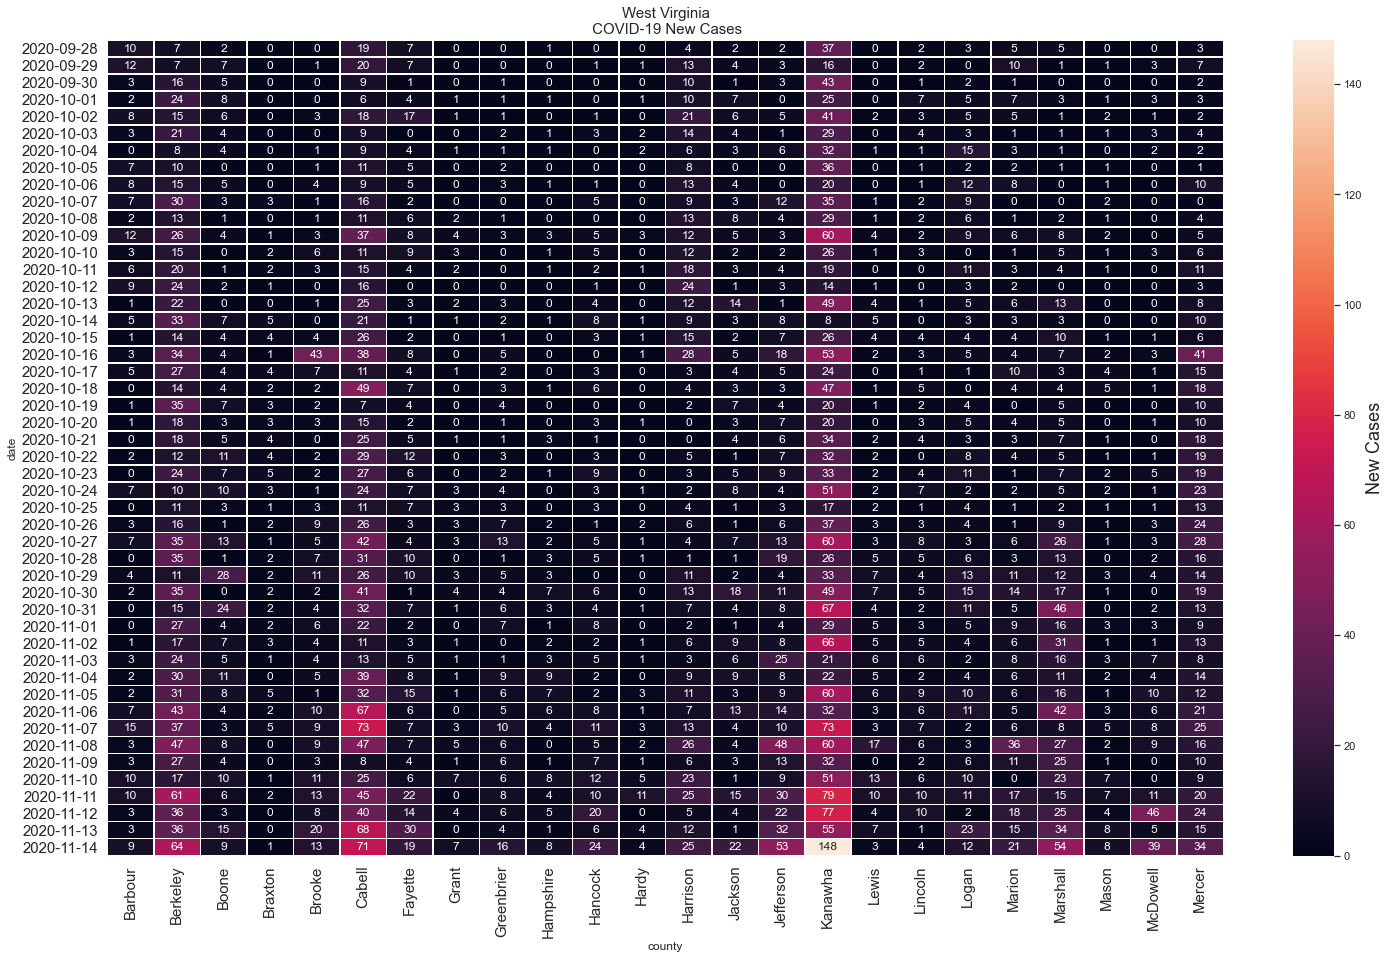 West Virginia
COVID-19 New Cases
2020-09-28 10 7 2 0 0 19 7 0 0 1 0 0 4 2 2 37 0 2 3 5 5 0 0 3
2020-09-29 12 7 7 0 1 20 7 0 0 0 1 1 13 4 3 16 0 2 0 10 1 1 3 7
2020-09-30 3 16 5 0 0 9 1 0 1 0 0 0 10 1 3 43 0 1 2 1 0 0 0 2
2020-10-01 2 24 8 0 0 6 4 1 1 1 0 1 10 7 0 25 0 7 5 7 3 1 3 3
2020-10-02 8 15 6 0 3 18 17 1 1 0 1 0 21 6 5 41 2 3 5 5 1 2 1 2
2020-10-03 3 21 4 0 0 9 0 0 2 1 3 2 14 4 1 29 0 4 3 1 1 1 3 4
2020-10-04 0 8 4 0 1 9 4 1 1 1 0 2 6 3 6 32 1 1 15 3 1 0 2 2
2020-10-05 7 10 0 0 1 11 5 0 2 0 0 0 8 0 0 36 0 1 2 2 1 1 0 1
2020-10-06 8 15 5 0 4 9 5 0 3 1 1 0 13 4 0 20 0 1 12 8 0 1 0 10
2020-10-07 7 30 3 3 1 16 2 0 0 0 5 0 9 3 12 35 1 2 9 0 0 2 0 0
2020-10-08 2 13 1 0 1 11 6 2 1 0 0 0 13 8 4 29 1 2 6 1 2 1 0 4
2020-10-09 12 26 4 1 3 37 8 4 3 3 5 3 12 5 3 60 4 2 9 6 8 2 0 5
2020-10-10 3 15 0 2 6 11 9 3 0 1 5 0 12 2 2 26 1 3 0 1 5 1 3 6
2020-10-11 6 20 1 2 3 15 4 2 0 1 2 1 18 3 4 19 0 0 11 3 4 1 0 11
2020-10-12 9 24 2 1 0 16 0 0 0 0 1 0 24 1 3 14 1 0 3 2 0 0 0 3
2020-10-13 1 22 0 0 1 25 3 2 3 0 4 0 12 14 1 49 4 1 5 6 13 0 0 8
2020-10-14 5 33 7 5 0 21 1 1 2 1 8 1 9 3 8 8 5 0 3 3 3 0 0 10
2020-10-15 1 14 4 4 4 26 2 0 1 0 3 1 15 2 7 26 4 4 4 4 10 1 1 6
2020-10-16 3 34 4 1 43 38 8 0 5 0 0 1 28 5 18 53 2 3 5 4 7 2 3 41
2020-10-17 5 27 4 4 7 11 4 1 2 0 3 0 3 4 5 24 0 1 1 10 3 4 1 15
2020-10-18 0 14 4 2 2 49 7 0 3 1 6 0 4 3 3 47 1 5 0 4 4 5 1 18
2020-10-19 1 35 7 3 2 7 4 0 4 0 0 0 2 7 4 20 1 2 4 0 5 0 0 10
2020-10-20 1 18 3 3 3 15 2 0 1 0 3 1 0 3 7 20 0 3 5 4 5 0 1 10
2020-10-21 0 18 5 4 0 25 5 1 1 3 1 0 0 4 6 34 2 4 3 3 7 1 0 18
2020-10-22 2 12 11 4 2 29 12 0 3 0 3 0 5 1 7 32 2 0 8 4 5 1 1 19
2020-10-23 0 24 7 5 2 27 6 0 2 1 9 0 3 5 9 33 2 4 11 1 7 2 5 19
2020-10-24 7 10 10 3 1 24 7 3 4 0 3 1 2 8 4 51 2 7 2 2 5 2 1 23
2020-10-25 0 11 3 1 3 11 7 3 3 0 3 0 4 1 3 17 2 1 4 1 2 1 1 13
2020-10-26 3 16 1 2 9 26 3 3 7 2 1 2 6 1 6 37 3 3 4 1 9 1 3 24
2020-10-27 7 35 13 1 5 42 4 3 13 2 5 1 4 7 13 60 3 8 3 6 26 1 3 28
2020-10-28 0 35 1 2 7 31 10 0 1 3 5 1 1 1 19 26 5 5 6 3 13 0 2 16
2020-10-29 4 11 28 2 11 26 10 3 5 3 0 0 11 2 4 33 7 4 13 11 12 3 4 14
2020-10-30 2 35 0 2 2 41 1 4 4 7 6 0 13 18 11 49 7 5 15 14 17 1 0 19
2020-10-31 0 15 24 2 4 32 7 1 6 3 4 1 7 4 8 67 4 2 11 5 46 0 2 13
2020-11-01 0 27 4 2 6 22 2 0 7 1 8 0 2 1 4 29 5 3 5 9 16 3 3 9
2020-11-02 1 17 7 3 4 11 3 1 0 2 2 1 9 9 8 66 5 5 4 6 31 1 1 13
2020-11-03 3 24 5 1 4 13 5 1 1 3 5 1 3 6 25 21 6 6 2 8 16 3 7 8
2020-11-04 2 30 11 0 5 39 8 1 9 9 2 0 9 9 8 22 5 2 4 6 11 2 4 14
2020-11-05 2 31 8 5 1 32 15 1 6 7 2 3 11 3 9 60 6 9 10 6 16 1 10 12
2020-11-06 7 43 4 2 10 67 6 0 5 6 8 1 7 13 14 32 3 6 11 5 42 3 6 21
2020-11-07 15 37 3 5 9 73 7 3 10 4 11 3 13 4 10 73 3 7 2 6 8 5 8 25
2020-11-08 3 47 8 0 9 47 7 5 6 0 5 2 26 4 48 60 17 6 3 36 27 2 9 16
2020-11-09 3 27 4 0 3 8 4 1 6 1 7 1 6 3 13 32 0 2 6 11 25 1 0 10
2020-11-10 10 17 10 1 11 25 6 7 6 8 12 5 23 1 9 51 13 6 10 0 23 7 0 9
2020-11-11 10 61 6 2 13 45 22 0 8 4 10 11 25 15 30 79 10 10 11 17 15 7 11 20
2020-11-12 3 36 3 0 8 40 14 4 6 5 20 0 5 4 22 77 4 10 2 18 25 4 46 24
2020-11-13 3 36 15 0 20 68 30 0 4 1 6 4 12 1 32 55 7 1 23 15 34 8 5 15
2020-11-14 9 64 9 1 13 71 19 7 16 8 24 4 25 22 53 148 3 4 12 21 54 8 39 34
date
Barbour Berkeley Boone Braxton Brooke Cabell Fayette Grant Greenbrier Hampshire Hancock Hardy Harrison Jackson Jefferson Kanawha Lewis Lincoln Logan Marion Marshall Mason McDowell Mercer
county
140
120
100
80
60
40
20
0
New Cases